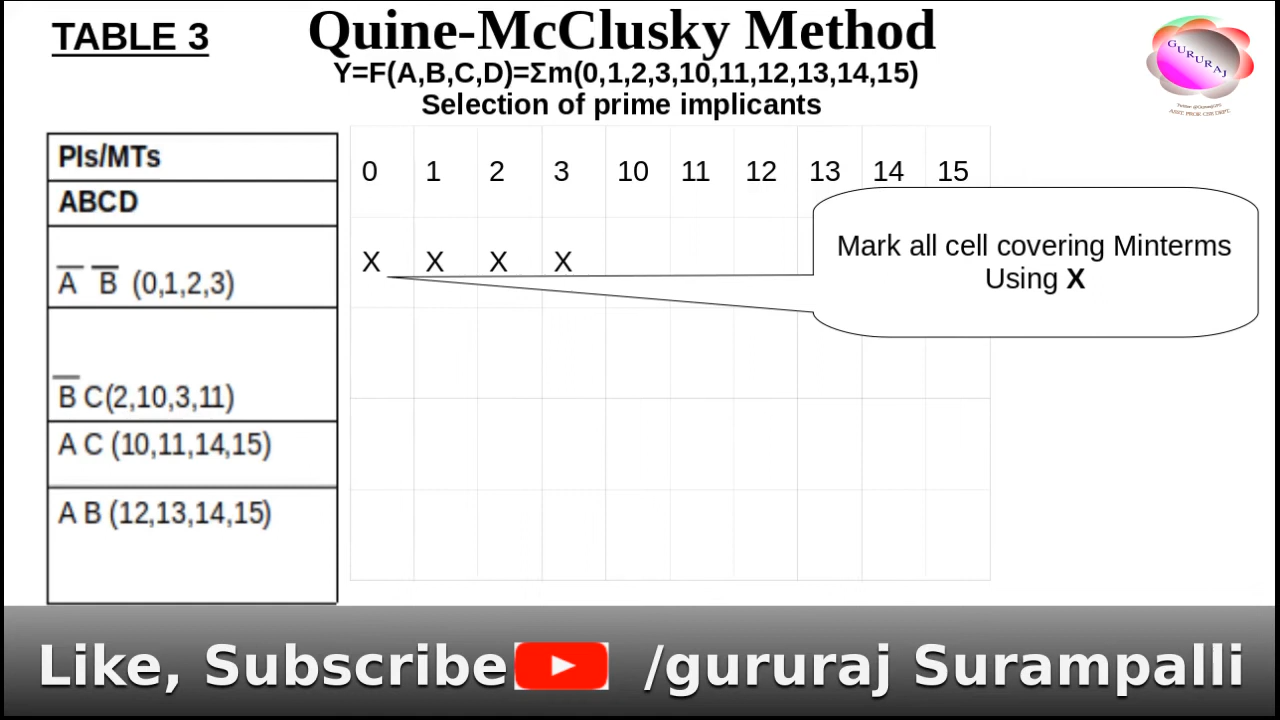 TABLE 3
Quine-McClusky Method
Y=F(A,B,C,D)=Σm(0,1,2,3,10,11,12,13,14,15)
Selection of prime implicants
GURURAJ
PIs/MTs
0 1 2 3 10 11 12 13 14 15
ABCD
A̅ B̅ (0,1,2,3)
X X X X
Mark all cell covering Minterms
Using X
B̅ C(2,10,3,11)
A C (10,11,14,15)
A B (12,13,14,15)
Like, Subscribe /gururaj Surampalli